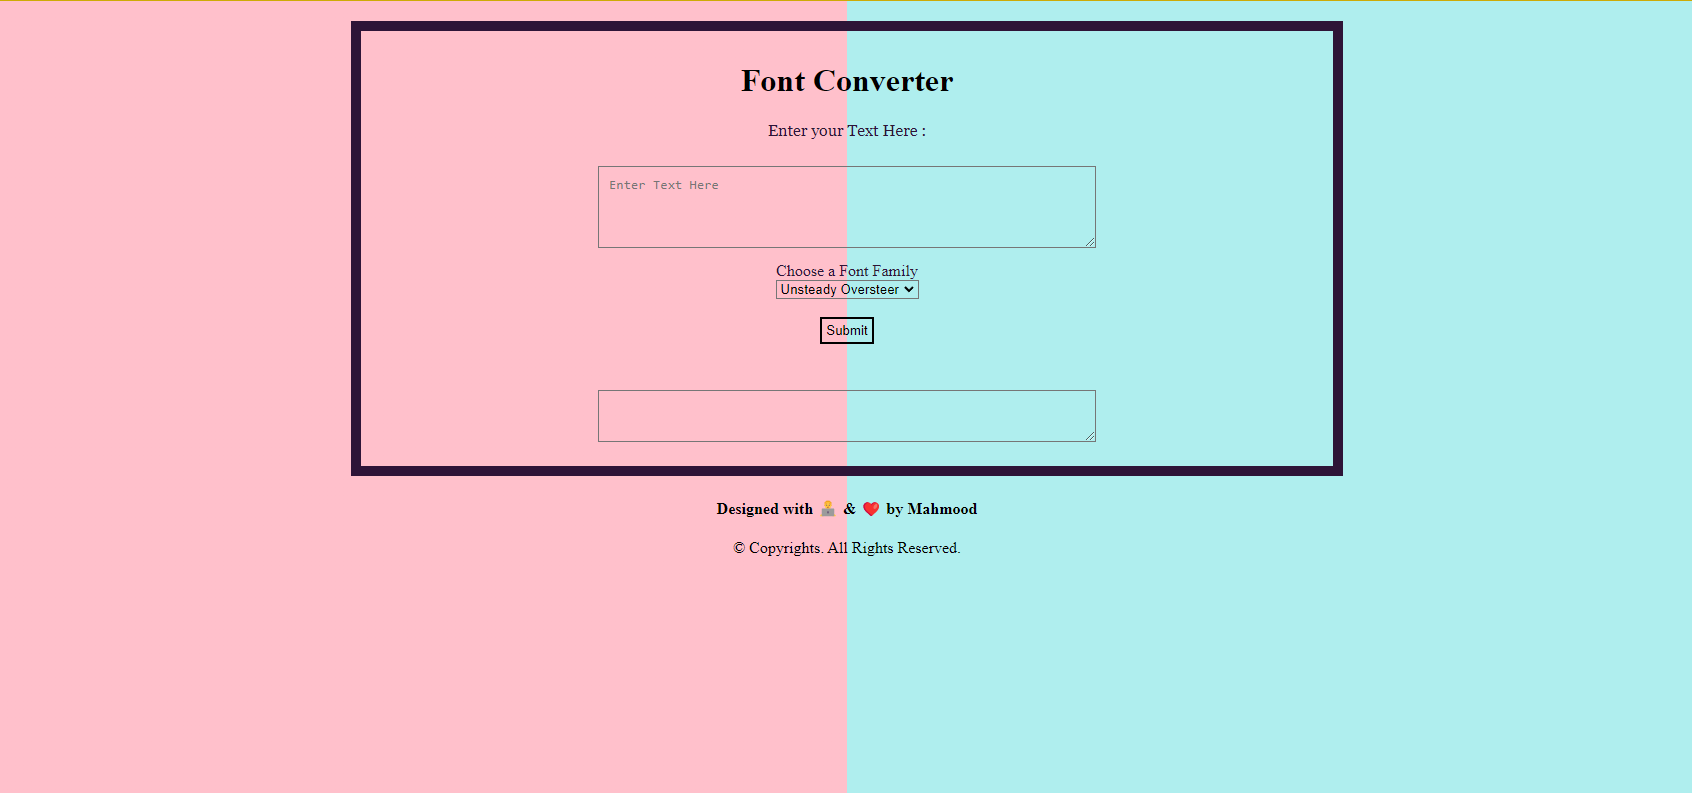 Font Converter
Enter your Text Here :
Enter Text Here
Choose a Font Family
Unsteady Oversteer
Submit
Designed with & ❤️ by Mahmood
© Copyrights. All Rights Reserved.